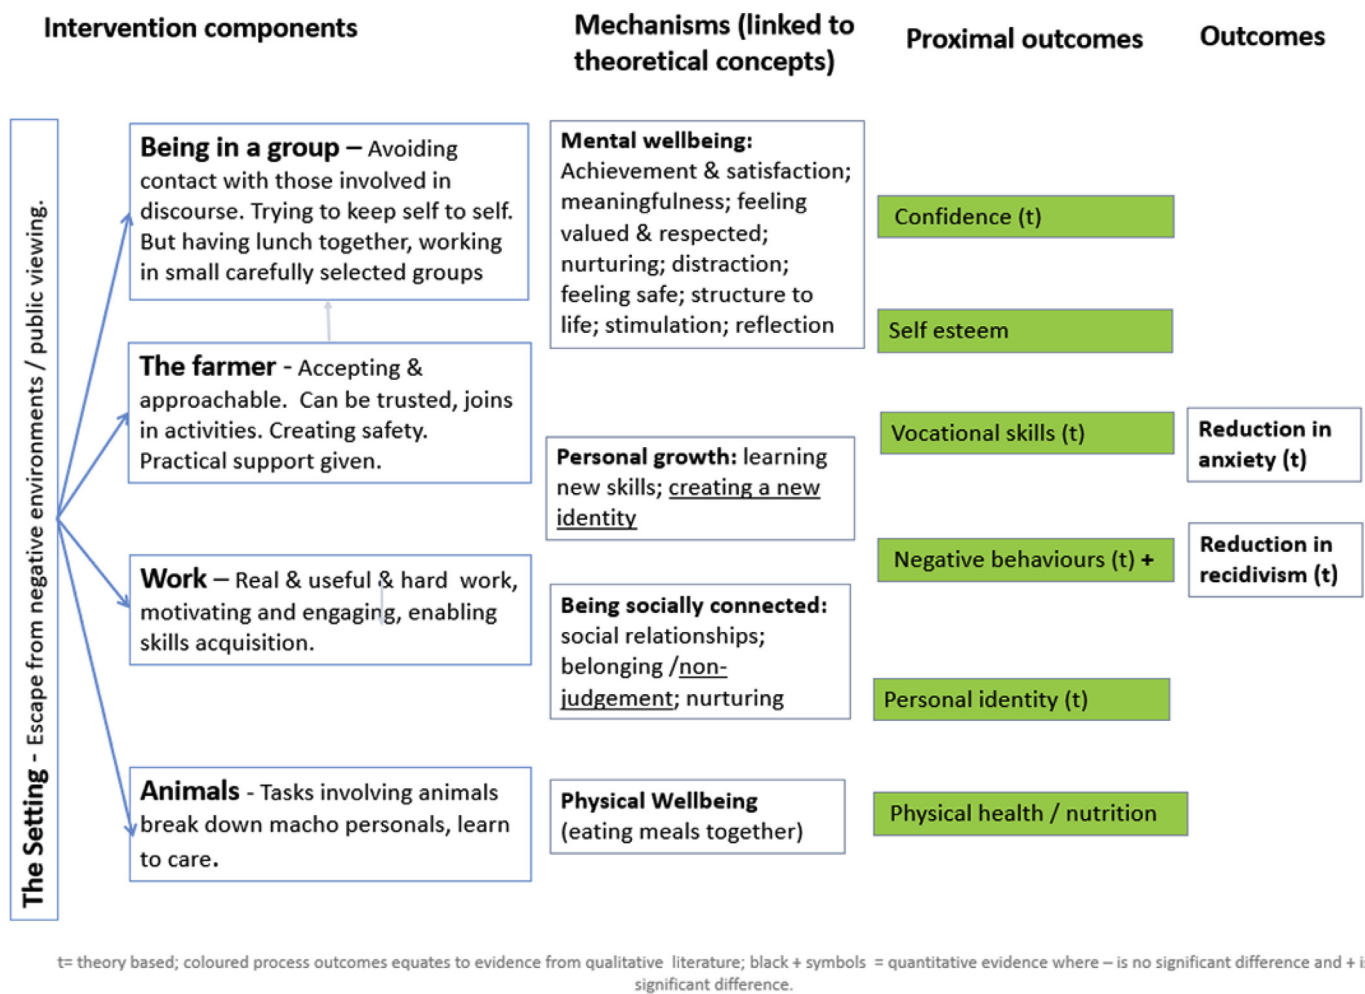 Intervention components
Mechanisms (linked to
theoretical concepts)
Proximal outcomes
Outcomes
The Setting - Escape from negative environments / public viewing.
Being in a group – Avoiding
contact with those involved in
discourse. Trying to keep self to self.
But having lunch together, working
in small carefully selected groups
The farmer - Accepting &
approachable. Can be trusted, joins
in activities. Creating safety.
Practical support given.
Work – Real & useful & hard work,
motivating and engaging, enabling
skills acquisition.
Animals - Tasks involving animals
break down macho personals, learn
to care.
Mental wellbeing:
Achievement & satisfaction;
meaningfulness; feeling
valued & respected;
nurturing; distraction;
feeling safe; structure to
life; stimulation; reflection
Personal growth: learning
new skills; creating a new
identity
Being socially connected:
social relationships;
belonging /non-
judgement; nurturing
Physical Wellbeing
(eating meals together)
Confidence (t)
Self esteem
Vocational skills (t)
Negative behaviours (t) +
Personal identity (t)
Physical health / nutrition
Reduction in
anxiety (t)
Reduction in
recidivism (t)
t= theory based; coloured process outcomes equates to evidence from qualitative literature; black + symbols = quantitative evidence where – is no significant difference and + is
significant difference.